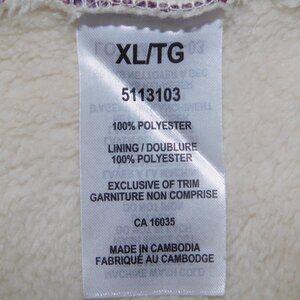 XL/TG
5113103
100% POLYESTER
LINING / DOUBLURE
100% POLYESTER
EXCLUSIVE OF TRIM
GARNITURE NON COMPRISE
CA 16035
MADE IN CAMBODIA
FABRIQUÉ AU CAMBODGE